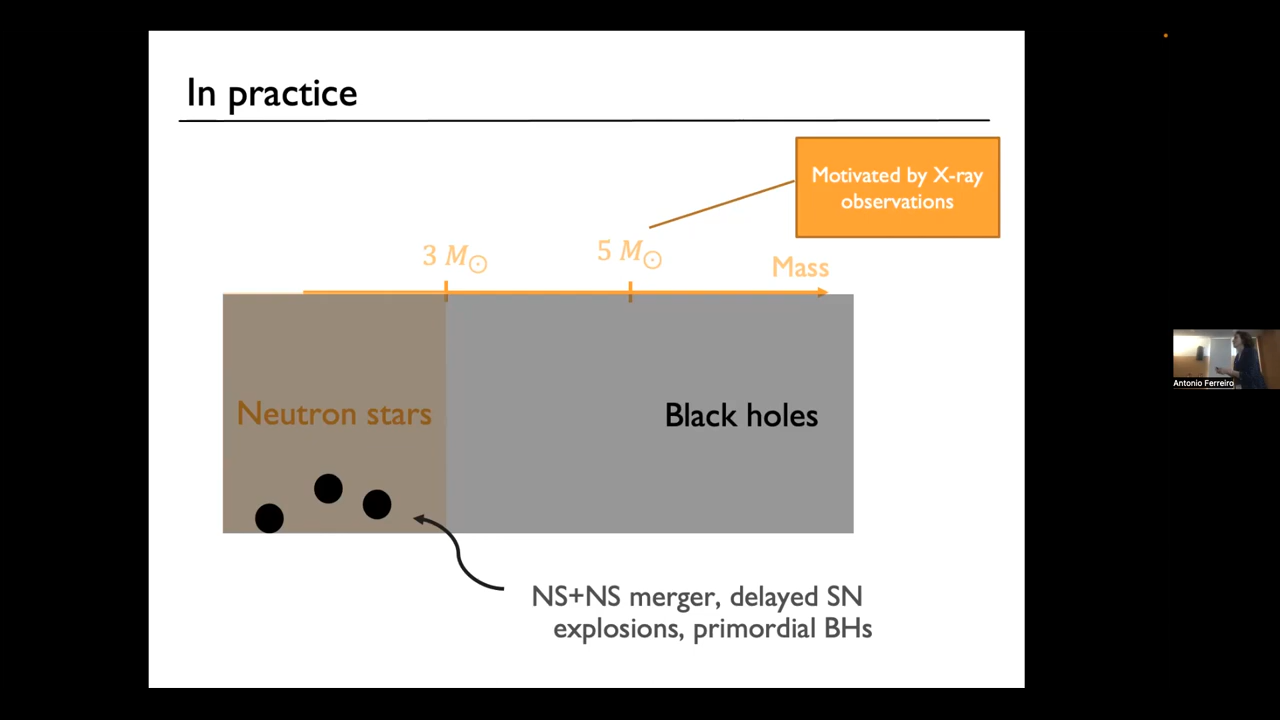 In practice
Motivated by X-ray
observations
3 M☉
5 M☉
Mass
Neutron stars
Black holes
NS+NS merger, delayed SN
explosions, primordial BHs
Antonio Ferreiro